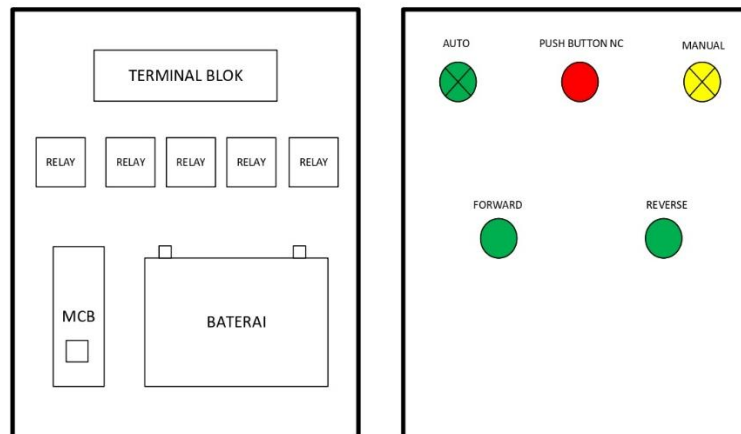 TERMINAL BLOK
RELAY
RELAY
RELAY
RELAY
RELAY
MCB
BATERAI
AUTO
PUSH BUTTON NC
MANUAL
FORWARD
REVERSE